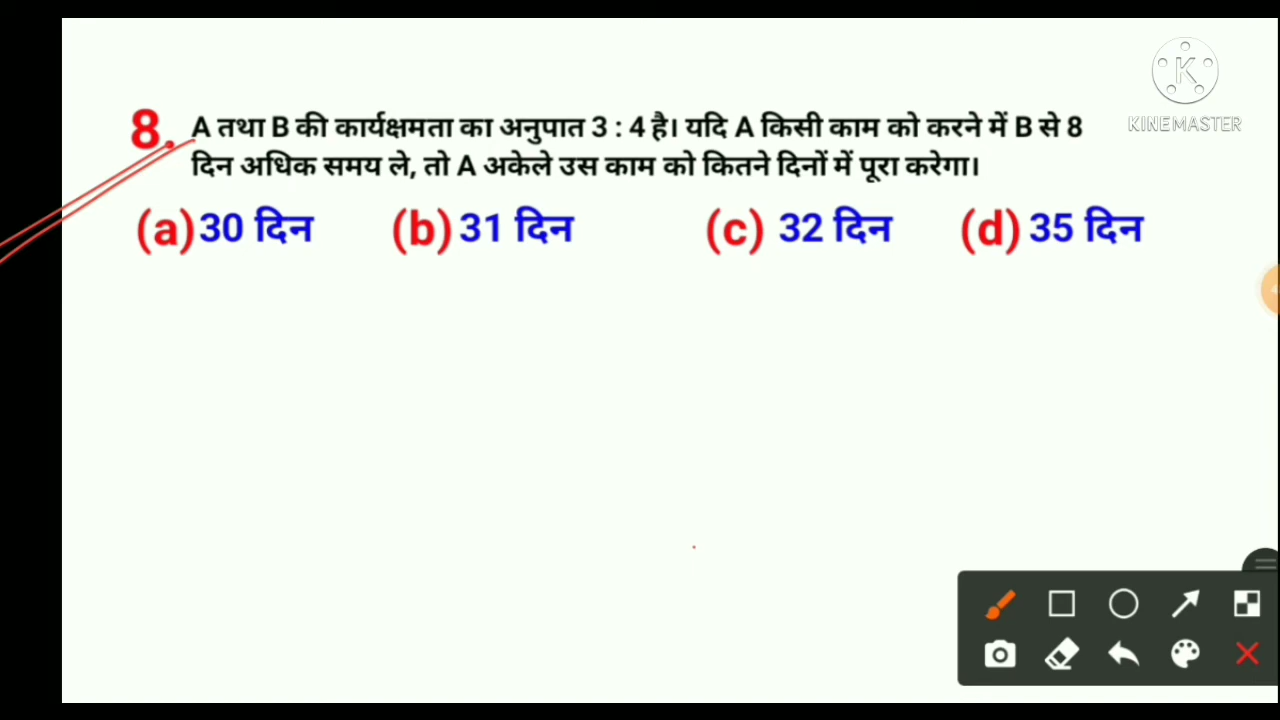 KINEMASTER
8. A तथा B की कार्यक्षमता का अनुपात 3 : 4 है। यदि A किसी काम को करने में B से 8
दिन अधिक समय ले, तो A अकेले उस काम को कितने दिनों में पूरा करेगा।
(a) 30 दिन (b) 31 दिन (c) 32 दिन (d) 35 दिन